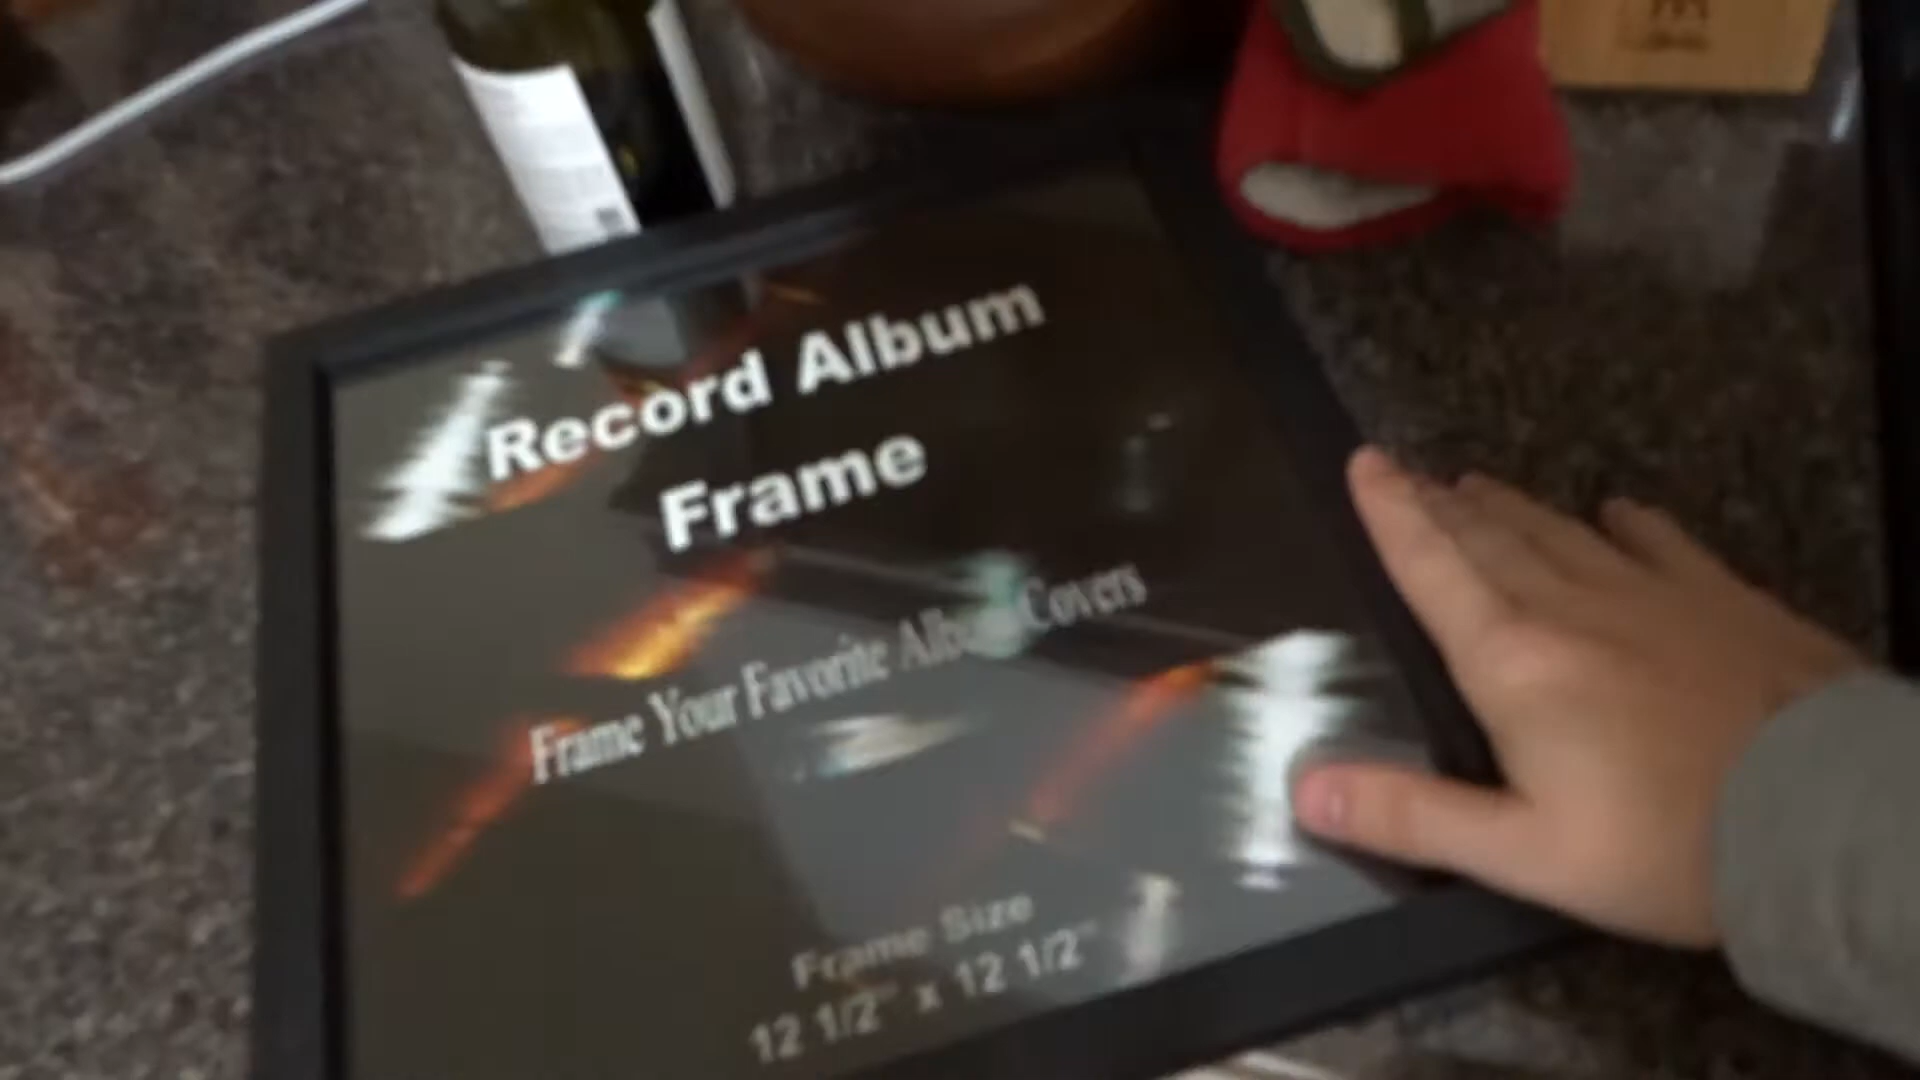 Record Album
Frame
Frame Your Favorite Album Covers
Frame Size
12 1/2" x 12 1/2"